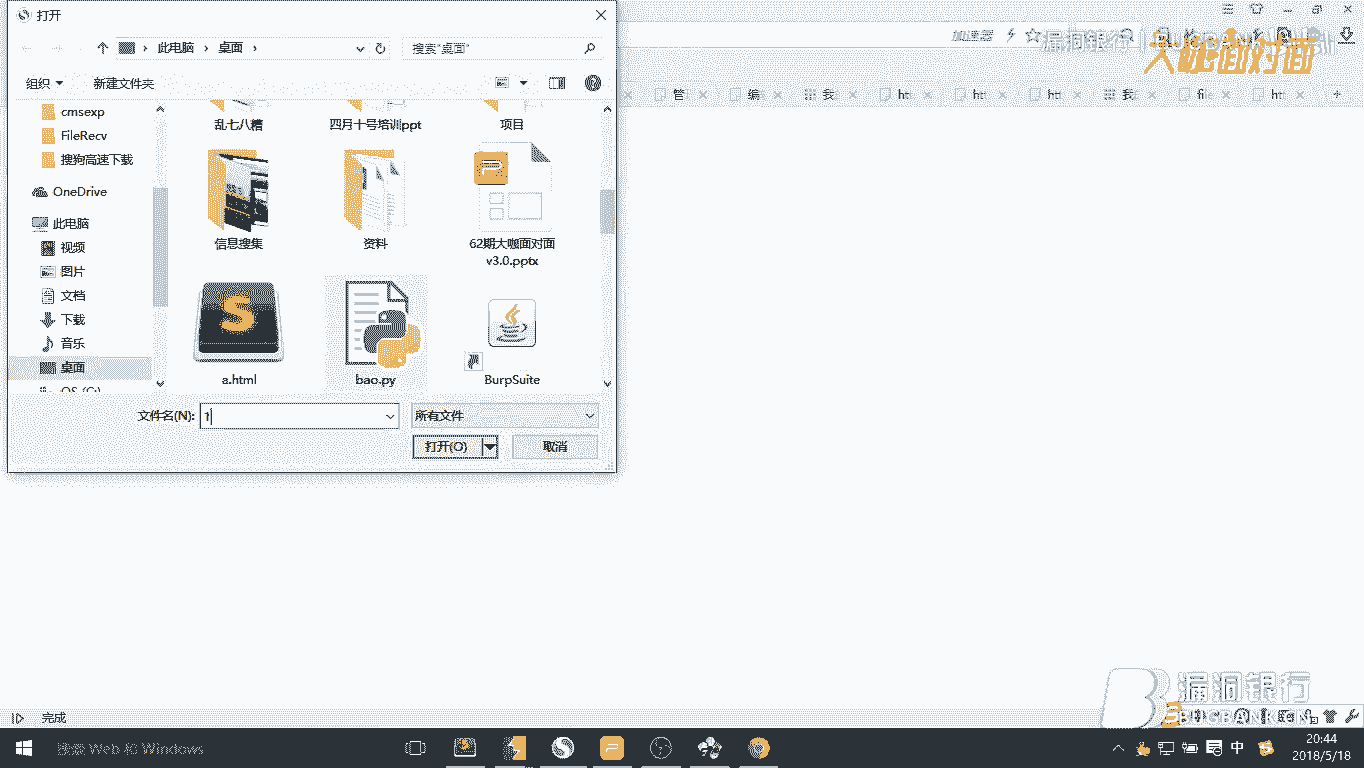 打开
此电脑 › 桌面 ›
搜索"桌面"
加速器
漏洞银行
大咖面对面
组织
新建文件夹
管
编
我
htt
htt
htt
我
file
htt
cmsexp
FileRecv
搜狗高速下载
OneDrive
此电脑
视频
图片
文档
下载
音乐
桌面
OS (C:)
乱七八糟
四月十号培训ppt
项目
信息搜集
资料
62期大咖面对面
v3.0.pptx
a.html
bao.py
BurpSuite
文件名(N):
1
所有文件
打开(O)
取消
漏洞银行
BUGBANK.CN
完成
搜索 Web 和 Windows
中
20:44
2018/5/18